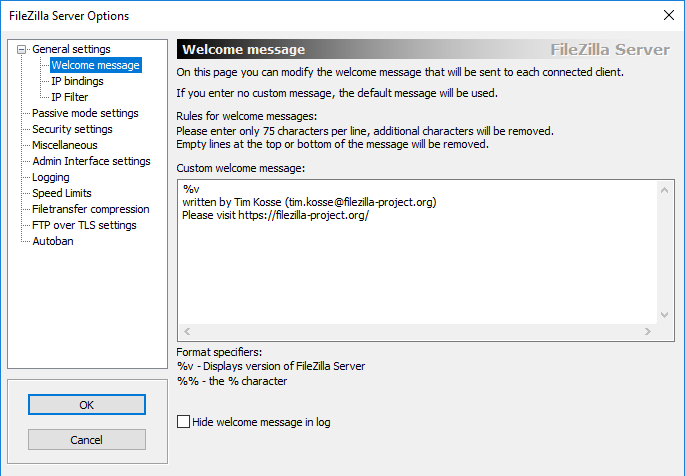 FileZilla Server Options
General settings
Welcome message
IP bindings
IP Filter
Passive mode settings
Security settings
Miscellaneous
Admin Interface settings
Logging
Speed Limits
Filetransfer compression
FTP over TLS settings
Autoban
OK
Cancel
Welcome message
FileZilla Server
On this page you can modify the welcome message that will be sent to each connected client.
If you enter no custom message, the default message will be used.
Rules for welcome messages:
Please enter only 75 characters per line, additional characters will be removed.
Empty lines at the top or bottom of the message will be removed.
Custom welcome message:
%v
written by Tim Kosse (tim.kosse@filezilla-project.org)
Please visit https://filezilla-project.org/
Format specifiers:
%v - Displays version of FileZilla Server
%% - the % character
Hide welcome message in log